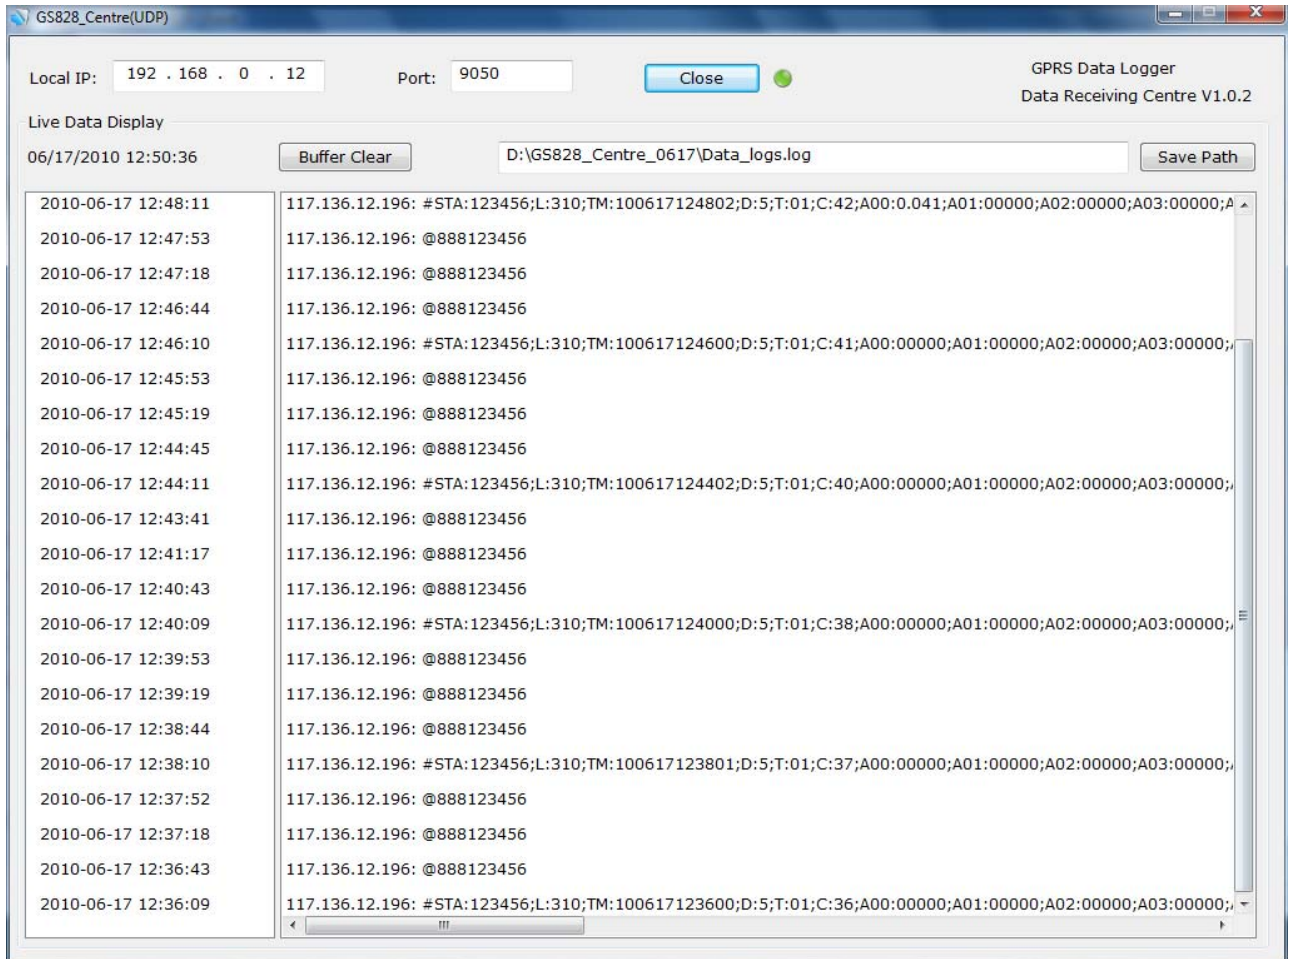 GS828_Centre(UDP)
Local IP: 192 . 168 . 0 . 12 Port: 9050 Close GPRS Data Logger
Data Receiving Centre V1.0.2
Live Data Display
06/17/2010 12:50:36 Buffer Clear D:\GS828_Centre_0617\Data_logs.log Save Path
2010-06-17 12:48:11 117.136.12.196: #STA:123456;L:310;TM:100617124802;D:5;T:01;C:42;A00:0.041;A01:00000;A02:00000;A03:00000;A
2010-06-17 12:47:53 117.136.12.196: @888123456
2010-06-17 12:47:18 117.136.12.196: @888123456
2010-06-17 12:46:44 117.136.12.196: @888123456
2010-06-17 12:46:10 117.136.12.196: #STA:123456;L:310;TM:100617124600;D:5;T:01;C:41;A00:00000;A01:00000;A02:00000;A03:00000;
2010-06-17 12:45:53 117.136.12.196: @888123456
2010-06-17 12:45:19 117.136.12.196: @888123456
2010-06-17 12:44:45 117.136.12.196: @888123456
2010-06-17 12:44:11 117.136.12.196: #STA:123456;L:310;TM:100617124402;D:5;T:01;C:40;A00:00000;A01:00000;A02:00000;A03:00000;
2010-06-17 12:43:41 117.136.12.196: @888123456
2010-06-17 12:41:17 117.136.12.196: @888123456
2010-06-17 12:40:43 117.136.12.196: @888123456
2010-06-17 12:40:09 117.136.12.196: #STA:123456;L:310;TM:100617124000;D:5;T:01;C:38;A00:00000;A01:00000;A02:00000;A03:00000;
2010-06-17 12:39:53 117.136.12.196: @888123456
2010-06-17 12:39:19 117.136.12.196: @888123456
2010-06-17 12:38:44 117.136.12.196: @888123456
2010-06-17 12:38:10 117.136.12.196: #STA:123456;L:310;TM:100617123801;D:5;T:01;C:37;A00:00000;A01:00000;A02:00000;A03:00000;
2010-06-17 12:37:52 117.136.12.196: @888123456
2010-06-17 12:37:18 117.136.12.196: @888123456
2010-06-17 12:36:43 117.136.12.196: @888123456
2010-06-17 12:36:09 117.136.12.196: #STA:123456;L:310;TM:100617123600;D:5;T:01;C:36;A00:00000;A01:00000;A02:00000;A03:00000;